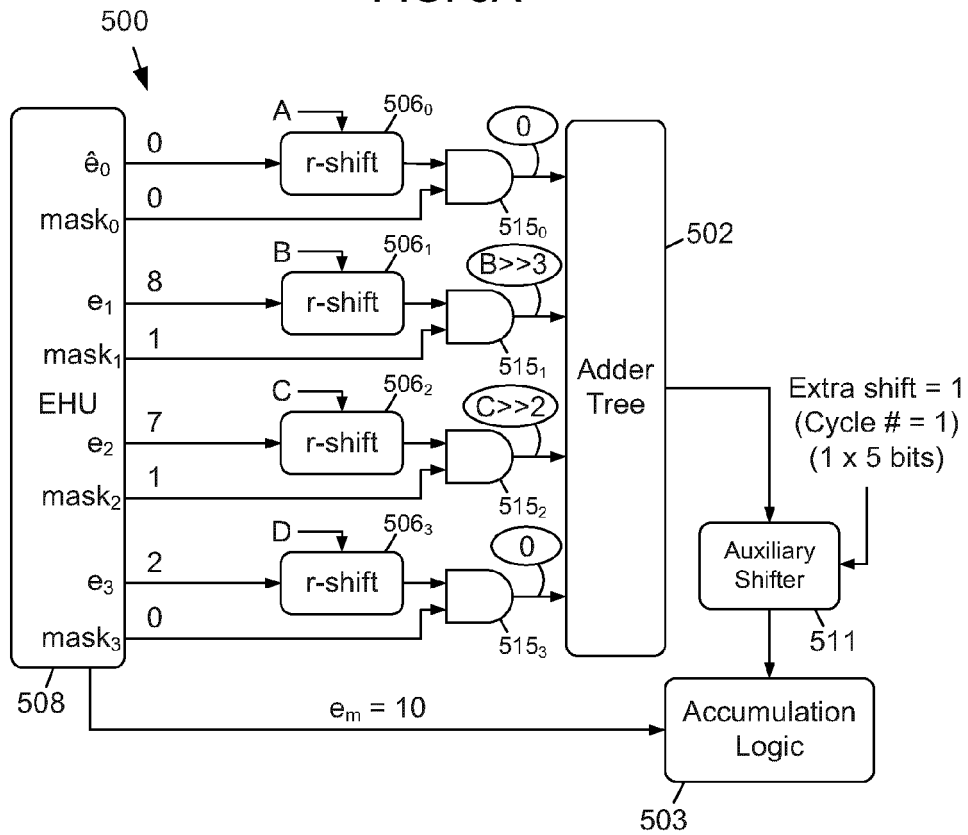 500
A
506₀
0
0
ê₀
r-shift
0
mask₀
515₀
502
B
506₁
B>>3
8
e₁
r-shift
1
mask₁
515₁
EHU
Adder
Tree
C
506₂
C>>2
7
e₂
r-shift
1
mask₂
515₂
Extra shift = 1
(Cycle # = 1)
(1 x 5 bits)
D
506₃
0
2
e₃
r-shift
0
mask₃
515₃
Auxiliary
Shifter
511
508
eₘ = 10
Accumulation
Logic
503